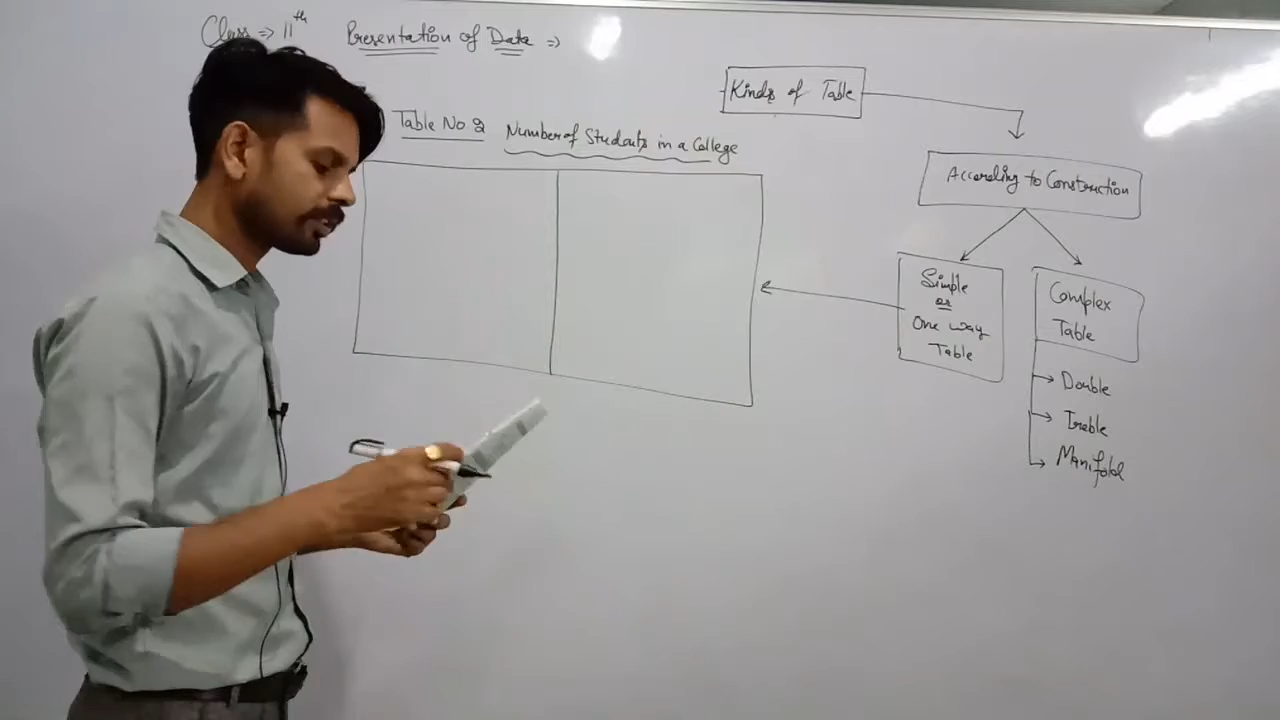 Class => 11th
Presentation of Data =>
Kinds of Table
Table No 2 Number of Students in a College
According to Construction
Simple
or
One way
Table
Complex
Table
Double
Treble
Manifold